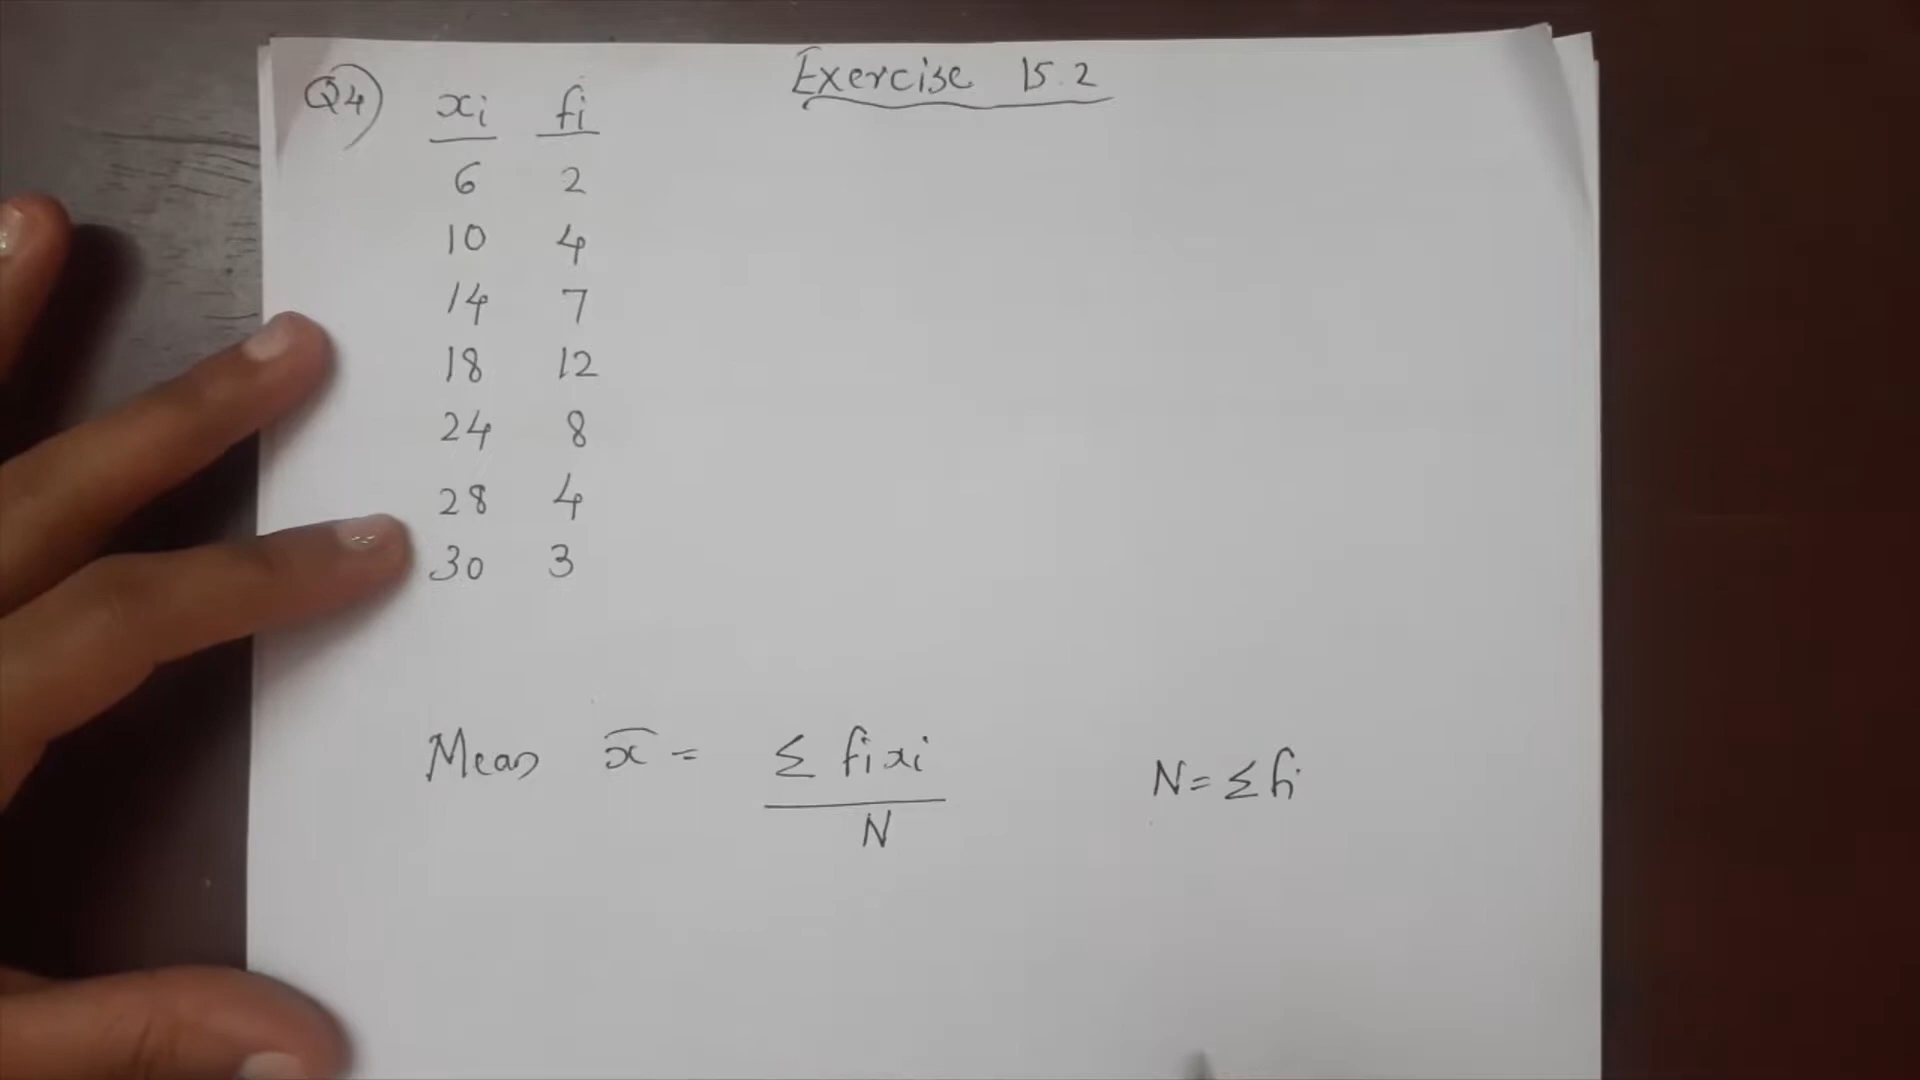 Exercise 15.2
Q4) xi fi
6 2
10 4
14 7
18 12
24 8
28 4
30 3
Mean x̅ = Σ fixi / N N = Σ fi